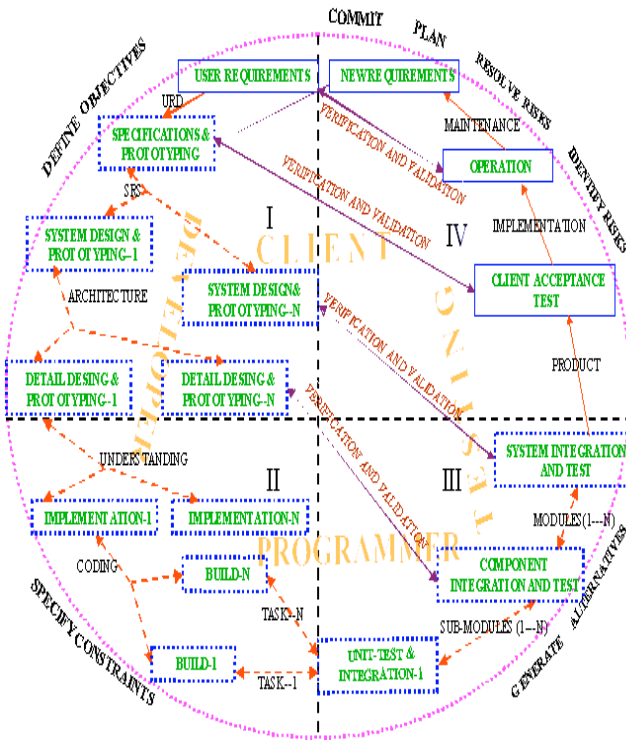 COMMIT PLAN
RESOLVE RISKS
IDENTIFY RISKS
DEFINE OBJECTIVES
USER REQUIREMENTS
NEWREQUIREMENTS
URD
MAINTENANCE
SPECIFICATIONS &
PROTOTYPING
VERIFICATION AND VALIDATION
OPERATION
VERIFICATION AND VALIDATION
SRS
I
IV
IMPLEMENTATION
SYSTEM DESIGN &
PROTOTYPING--1
CLIENT
DEVELOPER
TESTING
SYSTEM DESIGN&
PROTOTYPING--N
CLIENT ACCEPTANCE
TEST
ARCHITECTURE
VERIFICATION AND VALIDATION
PRODUCT
DETAIL DESING &
PROTOTYPING--1
DETAIL DESING &
PROTOTYPING--N
VERIFICATION AND VALIDATION
UNDERSTANDING
II
III
SYSTEM INTEGRATION
AND TEST
IMPLEMENTATION-1
IMPLEMENTATION-N
MODULES(1---N)
PROGRAMMER
CODING
BUILD-N
COMPONENT
INTEGRATION AND TEST
TASK--N
SUB-MODULES (1---N)
BUILD-1
TASK--1
UNIT-TEST &
INTEGRATION-1
SPECIFY CONSTRAINTS
GENERATE ALTERNATIVES